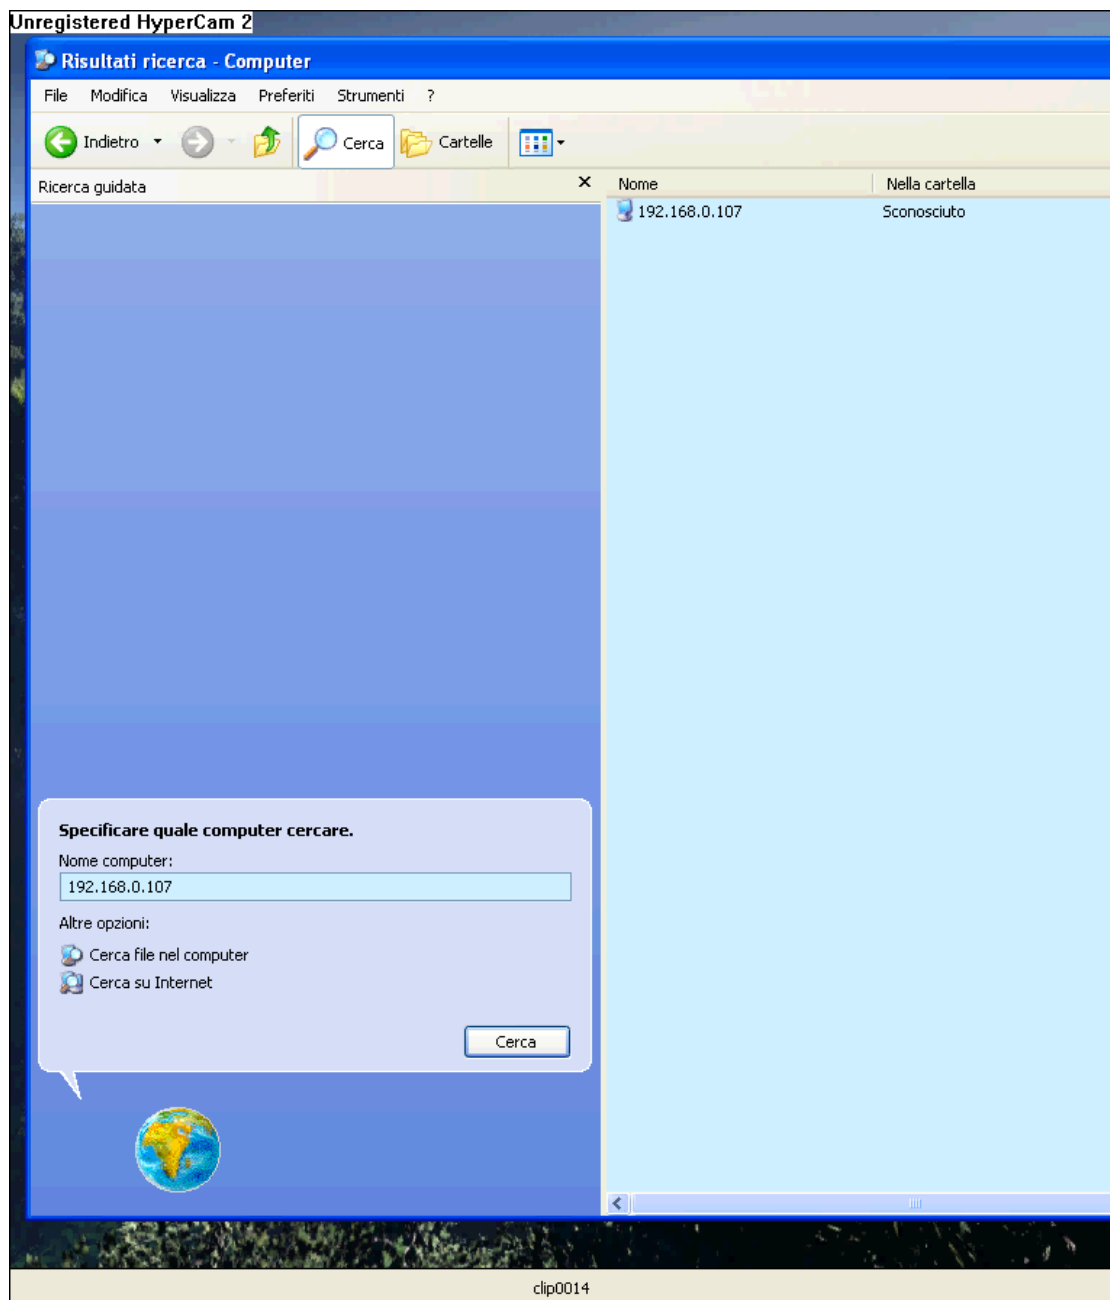 Unregistered HyperCam 2
Risultati ricerca - Computer
File Modifica Visualizza Preferiti Strumenti ?
Indietro Cerca Cartelle
Ricerca guidata
Nome Nella cartella
192.168.0.107 Sconosciuto
Specificare quale computer cercare.
Nome computer:
192.168.0.107
Altre opzioni:
Cerca file nel computer
Cerca su Internet
Cerca
clip0014